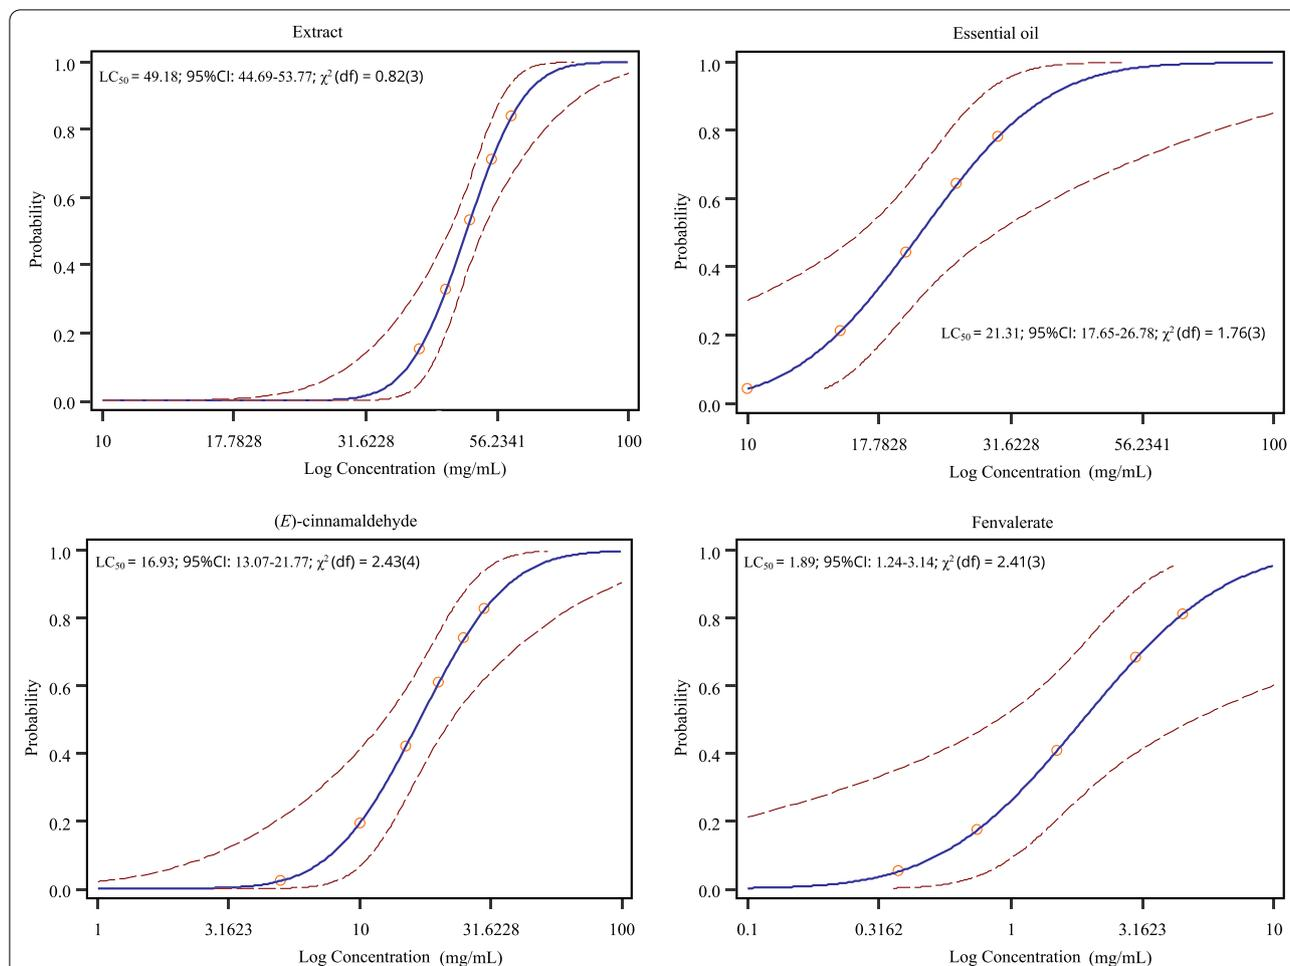 Extract
LC50 = 49.18; 95%CI: 44.69-53.77; χ2 (df) = 0.82(3)
1.0
0.8
0.6
0.4
0.2
0.0
Probability
10 17.7828 31.6228 56.2341 100
Log Concentration (mg/mL)
Essential oil
1.0
0.8
0.6
0.4
0.2
0.0
Probability
LC50 = 21.31; 95%CI: 17.65-26.78; χ2 (df) = 1.76(3)
10 17.7828 31.6228 56.2341 100
Log Concentration (mg/mL)
(E)-cinnamaldehyde
LC50 = 16.93; 95%CI: 13.07-21.77; χ2 (df) = 2.43(4)
1.0
0.8
0.6
0.4
0.2
0.0
Probability
1 3.1623 10 31.6228 100
Log Concentration (mg/mL)
Fenvalerate
LC50 = 1.89; 95%CI: 1.24-3.14; χ2 (df) = 2.41(3)
1.0
0.8
0.6
0.4
0.2
0.0
Probability
0.1 0.3162 1 3.1623 10
Log Concentration (mg/mL)